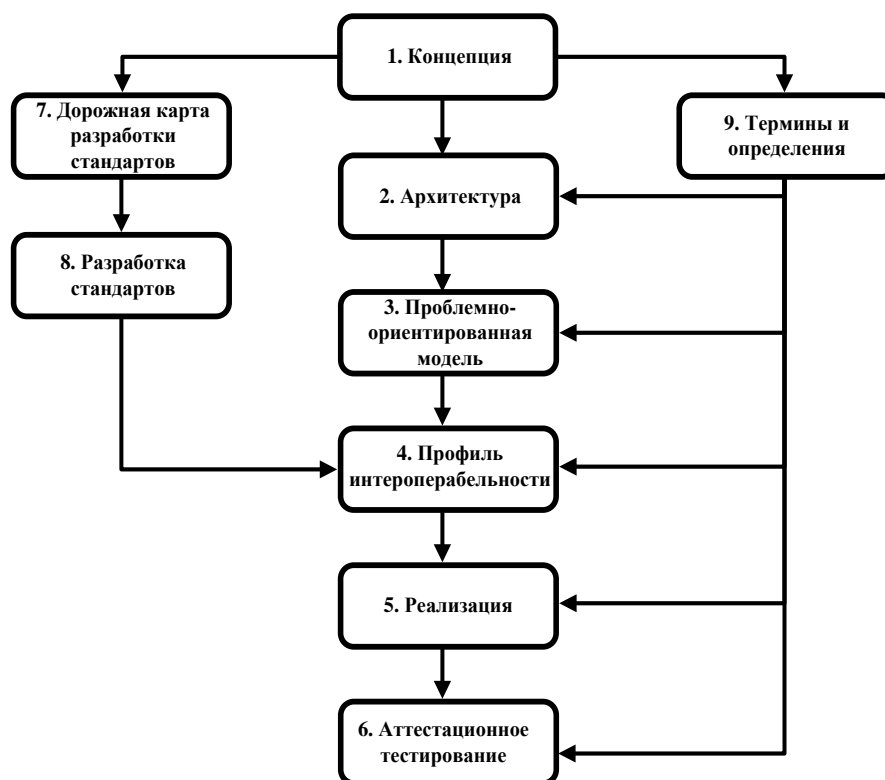 1. Концепция
7. Дорожная карта
разработки
стандартов
9. Термины и
определения
2. Архитектура
8. Разработка
стандартов
3. Проблемно-
ориентированная
модель
4. Профиль
интероперабельности
5. Реализация
6. Аттестационное
тестирование